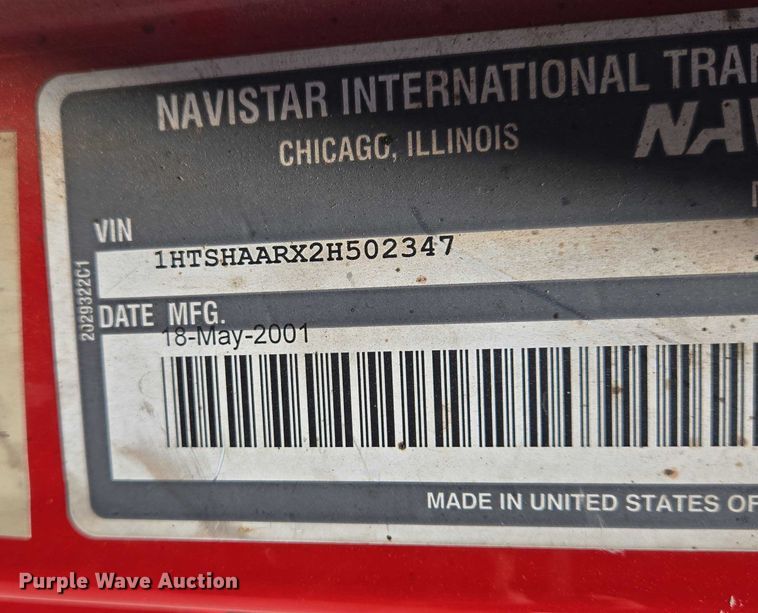 NAVISTAR INTERNATIONAL TRAN
CHICAGO, ILLINOIS
NAV
VIN
1HTSHAARX2H502347
DATE MFG.
18-May-2001
2029322C1
MADE IN UNITED STATES OF
Purple Wave Auction